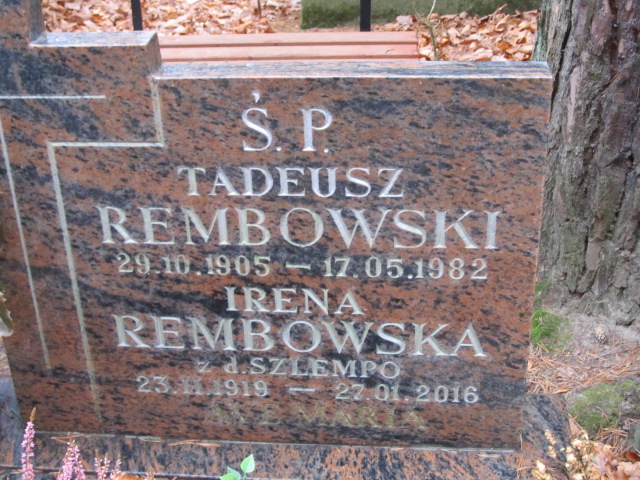 Ś.P.
TADEUSZ
REMBOWSKI
29.10.1905 – 17.05.1982
IRENA
REMBOWSKA
z d. SZLEMPO
23.11.1919 – 27.01.2016
AVE MARIA